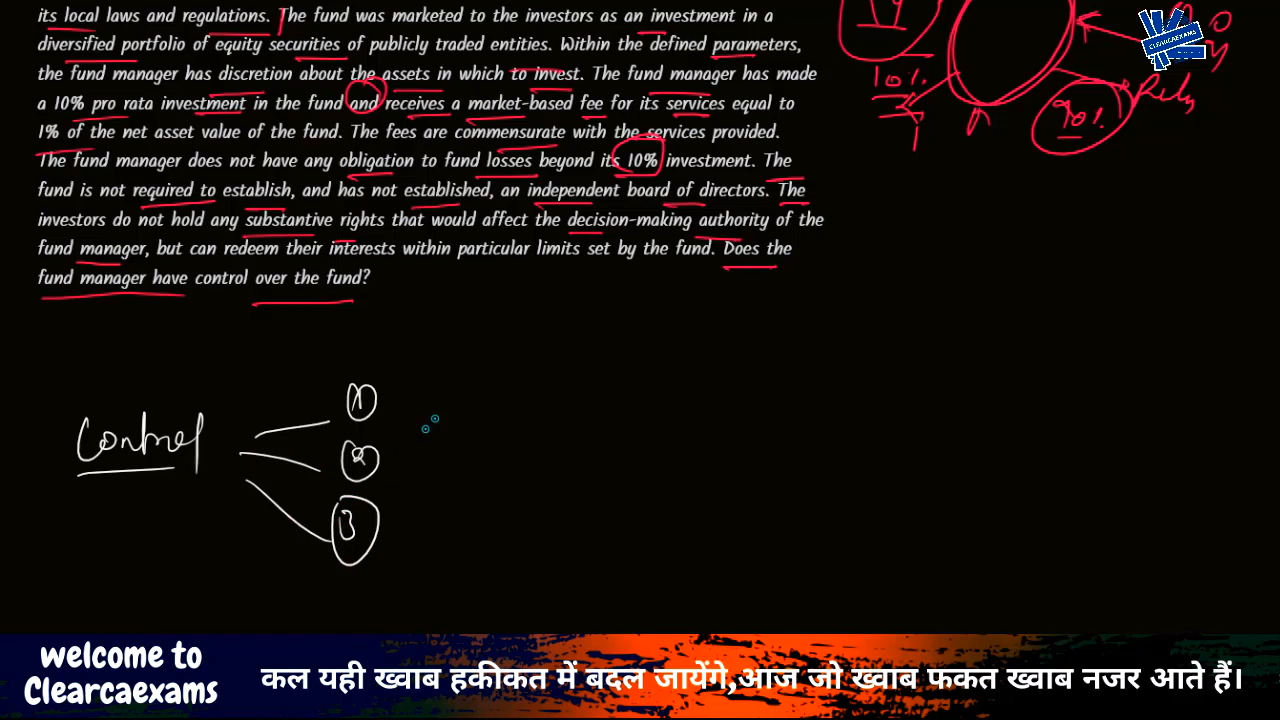 its local laws and regulations. The fund was marketed to the investors as an investment in a
diversified portfolio of equity securities of publicly traded entities. Within the defined parameters,
the fund manager has discretion about the assets in which to invest. The fund manager has made
a 10% pro rata investment in the fund and receives a market-based fee for its services equal to
1% of the net asset value of the fund. The fees are commensurate with the services provided.
The fund manager does not have any obligation to fund losses beyond its 10% investment. The
fund is not required to establish, and has not established, an independent board of directors. The
investors do not hold any substantive rights that would affect the decision-making authority of the
fund manager, but can redeem their interests within particular limits set by the fund. Does the
fund manager have control over the fund?
10%
90%
CLEARCAEXAMS
Control
1
2
3
welcome to
Clearcaexams
कल यही ख्वाब हकीकत में बदल जायेंगे,आज जो ख्वाब फकत ख्वाब नजर आते हैं।